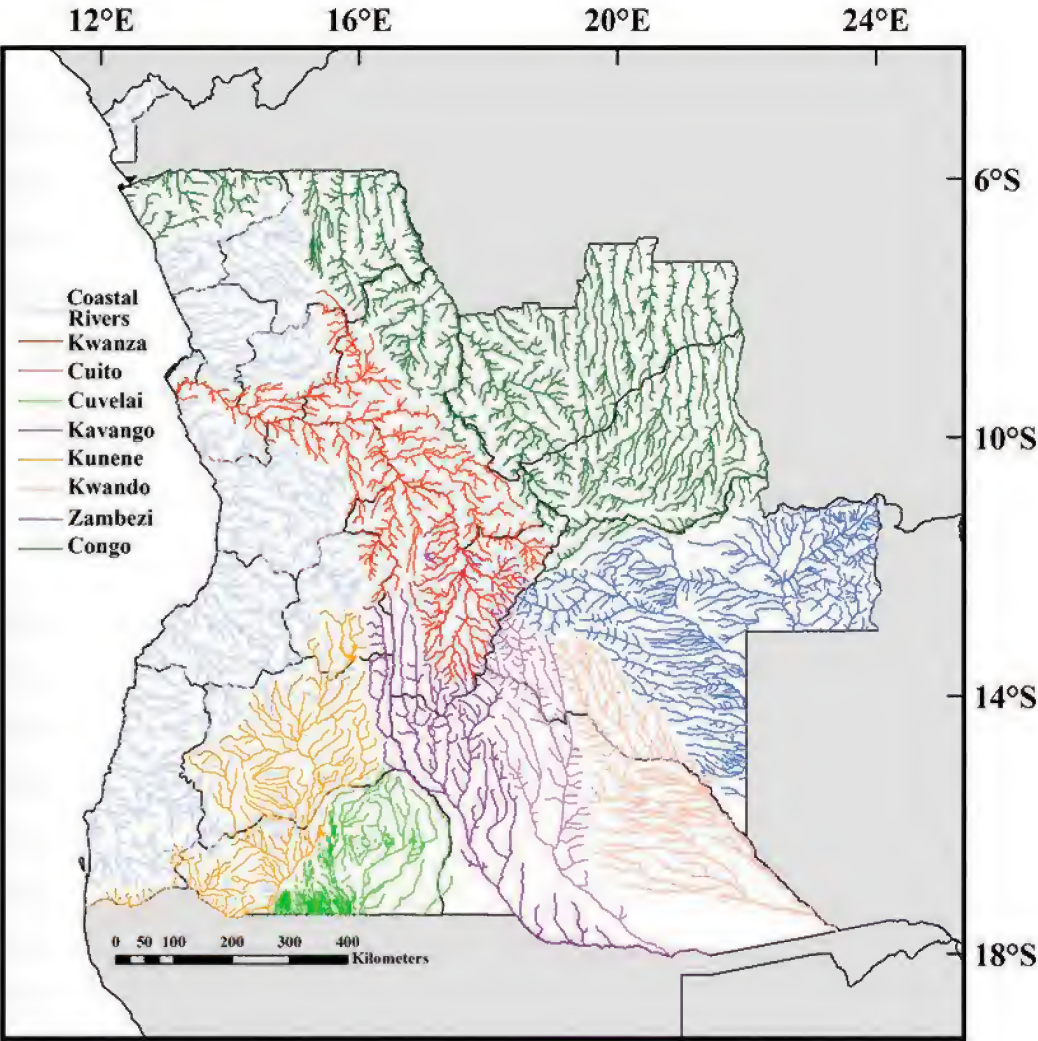 12°E 16°E 20°E 24°E
6°S
10°S
14°S
18°S
Coastal
Rivers
Kwanza
Cuito
Cuvelai
Kavango
Kunene
Kwando
Zambezi
Congo
0 50 100 200 300 400
Kilometers